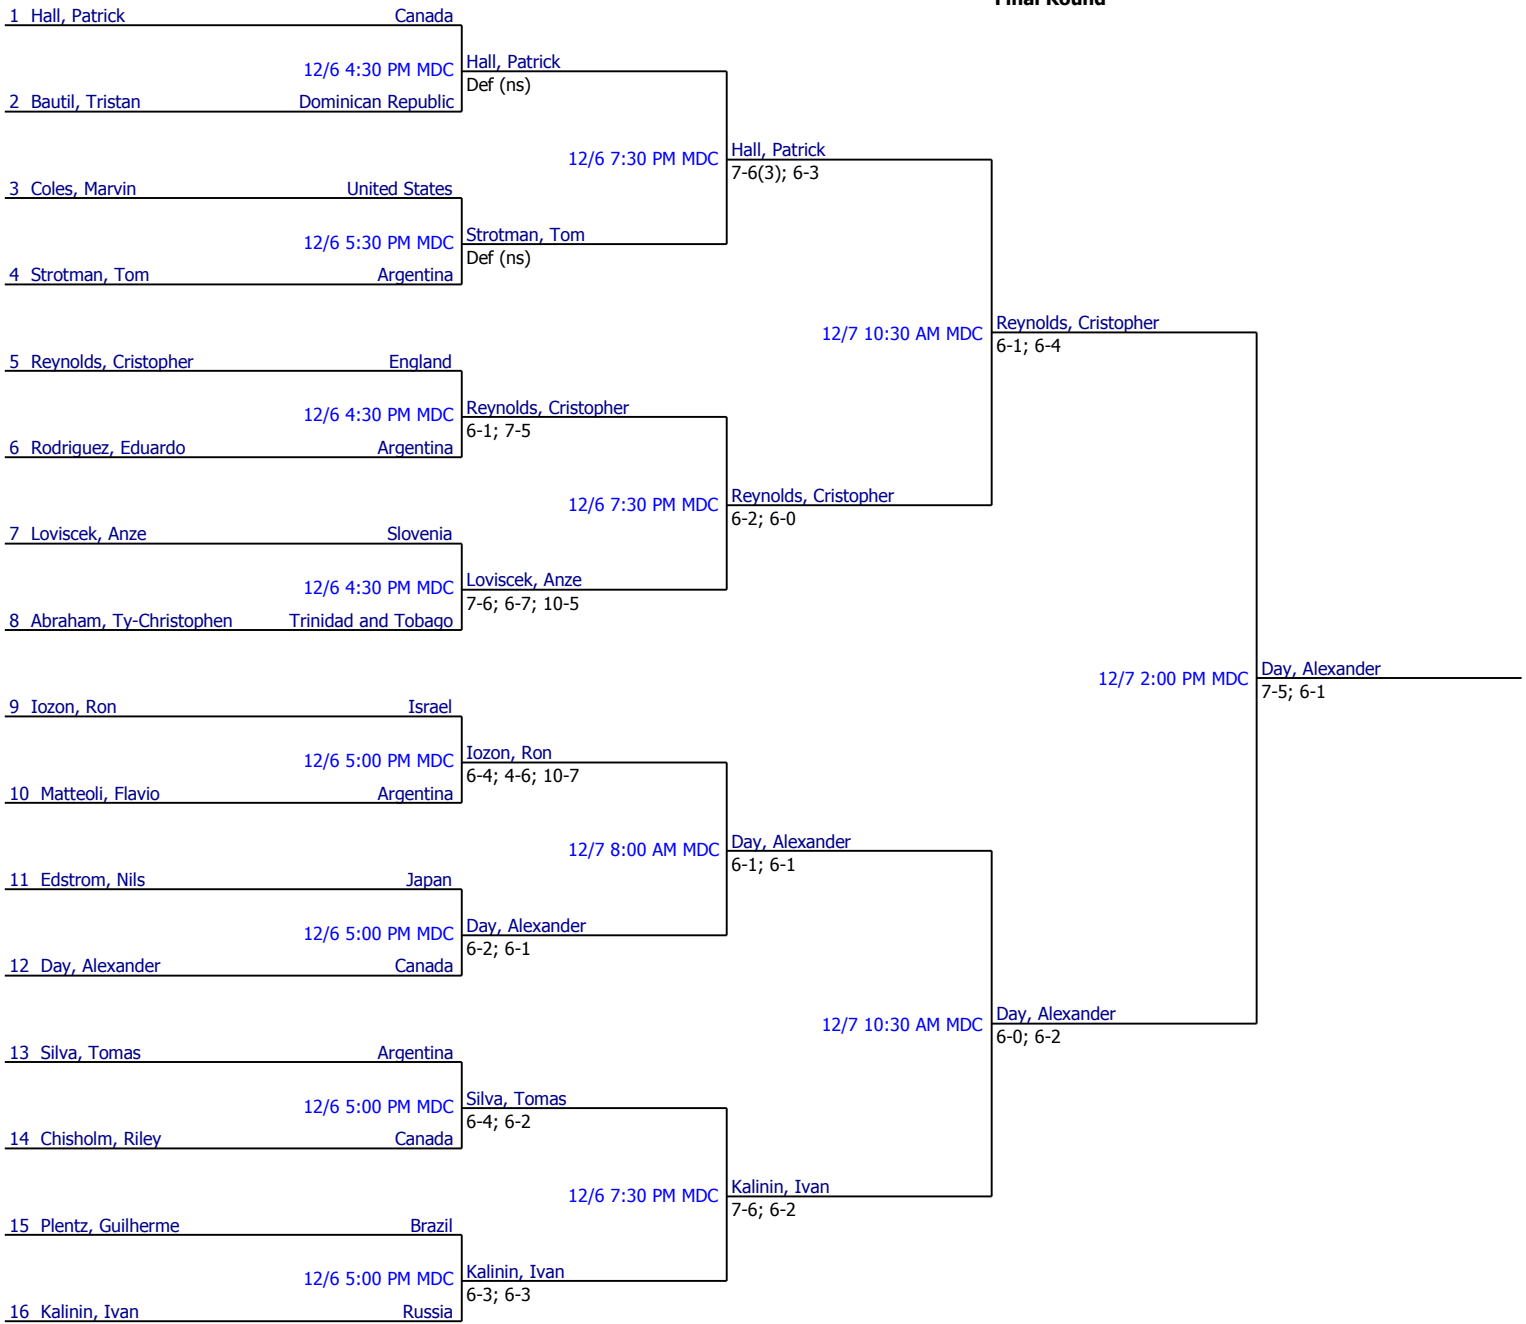 Final Round
1 Hall, Patrick Canada
12/6 4:30 PM MDC Hall, Patrick
Def (ns)
2 Bautil, Tristan Dominican Republic
12/6 7:30 PM MDC Hall, Patrick
7-6(3); 6-3
3 Coles, Marvin United States
12/6 5:30 PM MDC Strotman, Tom
Def (ns)
4 Strotman, Tom Argentina
12/7 10:30 AM MDC Reynolds, Cristopher
6-1; 6-4
5 Reynolds, Cristopher England
12/6 4:30 PM MDC Reynolds, Cristopher
6-1; 7-5
6 Rodriguez, Eduardo Argentina
12/6 7:30 PM MDC Reynolds, Cristopher
6-2; 6-0
7 Loviscek, Anze Slovenia
12/6 4:30 PM MDC Loviscek, Anze
7-6; 6-7; 10-5
8 Abraham, Ty-Christophen Trinidad and Tobago
12/7 2:00 PM MDC Day, Alexander
7-5; 6-1
9 Iozon, Ron Israel
12/6 5:00 PM MDC Iozon, Ron
6-4; 4-6; 10-7
10 Matteoli, Flavio Argentina
12/7 8:00 AM MDC Day, Alexander
6-1; 6-1
11 Edstrom, Nils Japan
12/6 5:00 PM MDC Day, Alexander
6-2; 6-1
12 Day, Alexander Canada
12/7 10:30 AM MDC Day, Alexander
6-0; 6-2
13 Silva, Tomas Argentina
12/6 5:00 PM MDC Silva, Tomas
6-4; 6-2
14 Chisholm, Riley Canada
12/6 7:30 PM MDC Kalinin, Ivan
7-6; 6-2
15 Plentz, Guilherme Brazil
12/6 5:00 PM MDC Kalinin, Ivan
6-3; 6-3
16 Kalinin, Ivan Russia